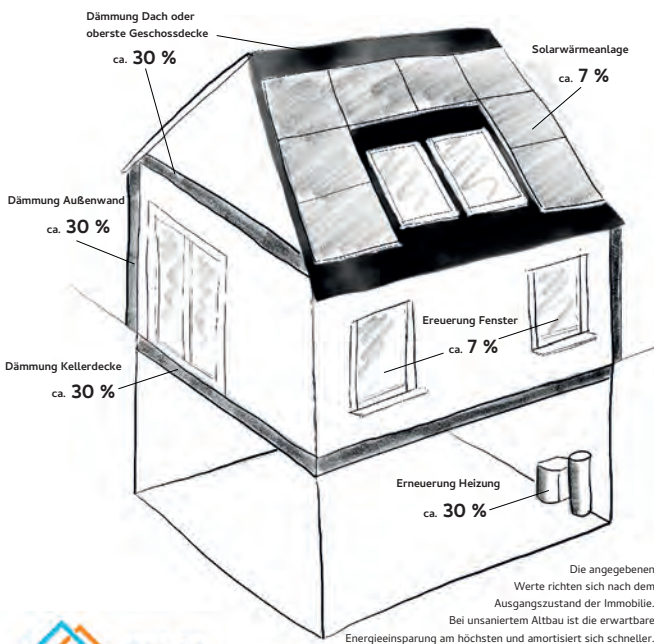 Dämmung Dach oder
oberste Geschossdecke
ca. 30 %
Solarwärmeanlage
ca. 7 %
Dämmung Außenwand
ca. 30 %
Ereuerung Fenster
ca. 7 %
Dämmung Kellerdecke
ca. 30 %
Erneuerung Heizung
ca. 30 %
Die angegebenen
Werte richten sich nach dem
Ausgangszustand der Immobilie.
Bei unsaniertem Altbau ist die erwartbare
Energieeinsparung am höchsten und amortisiert sich schneller.